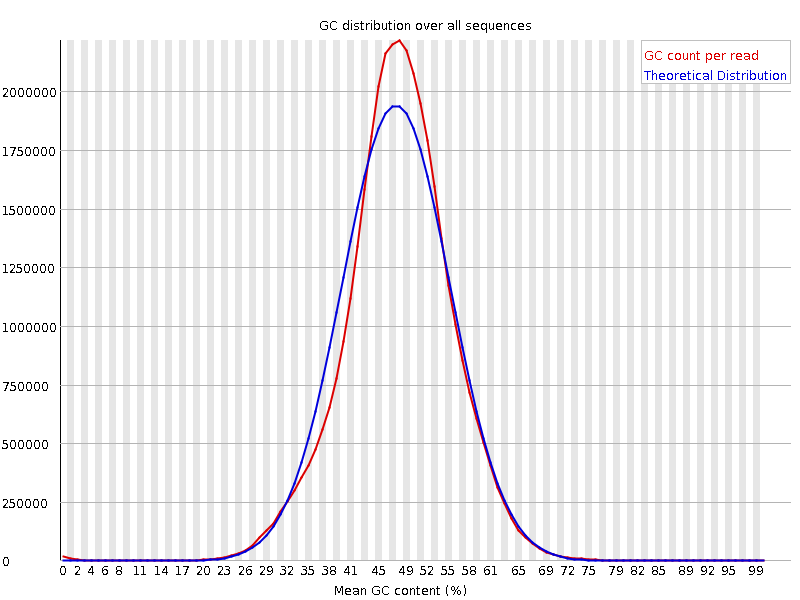 GC distribution over all sequences
GC count per read
Theoretical Distribution
2000000
1750000
1500000
1250000
1000000
750000
500000
250000
0
0 2 4 6 8 11 14 17 20 23 26 29 32 35 38 41 45 49 52 55 58 61 65 69 72 75 79 82 85 89 92 95 99
Mean GC content (%)